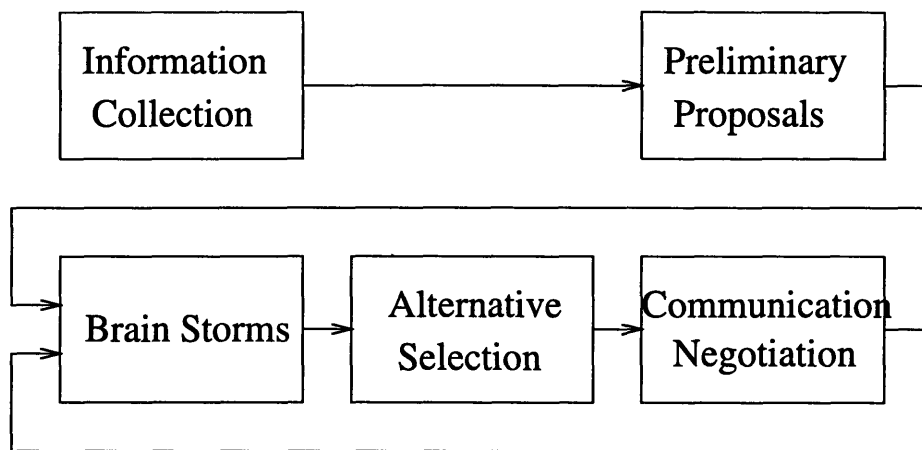 Information
Collection
Preliminary
Proposals
Brain Storms
Alternative
Selection
Communication
Negotiation